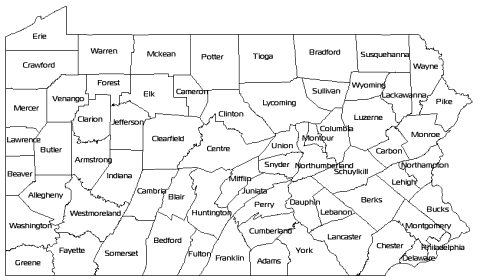 Erie
Warren
Mckean
Potter
Tioga
Bradford
Susquehanna
Wayne
Crawford
Forest
Elk
Cameron
Sullivan
Wyoming
Lackawanna
Pike
Mercer
Venango
Clarion
Jefferson
Clearfield
Clinton
Lycoming
Luzerne
Monroe
Lawrence
Butler
Armstrong
Indiana
Centre
Union
Montour
Columbia
Carbon
Northampton
Beaver
Snyder
Northumberland
Schuylkill
Lehigh
Allegheny
Westmoreland
Cambria
Blair
Huntington
Mifflin
Juniata
Perry
Dauphin
Lebanon
Berks
Bucks
Washington
Cumberland
Lancaster
Montgomery
Greene
Fayette
Somerset
Bedford
Fulton
Franklin
Adams
York
Chester
Delaware
Philadelphia